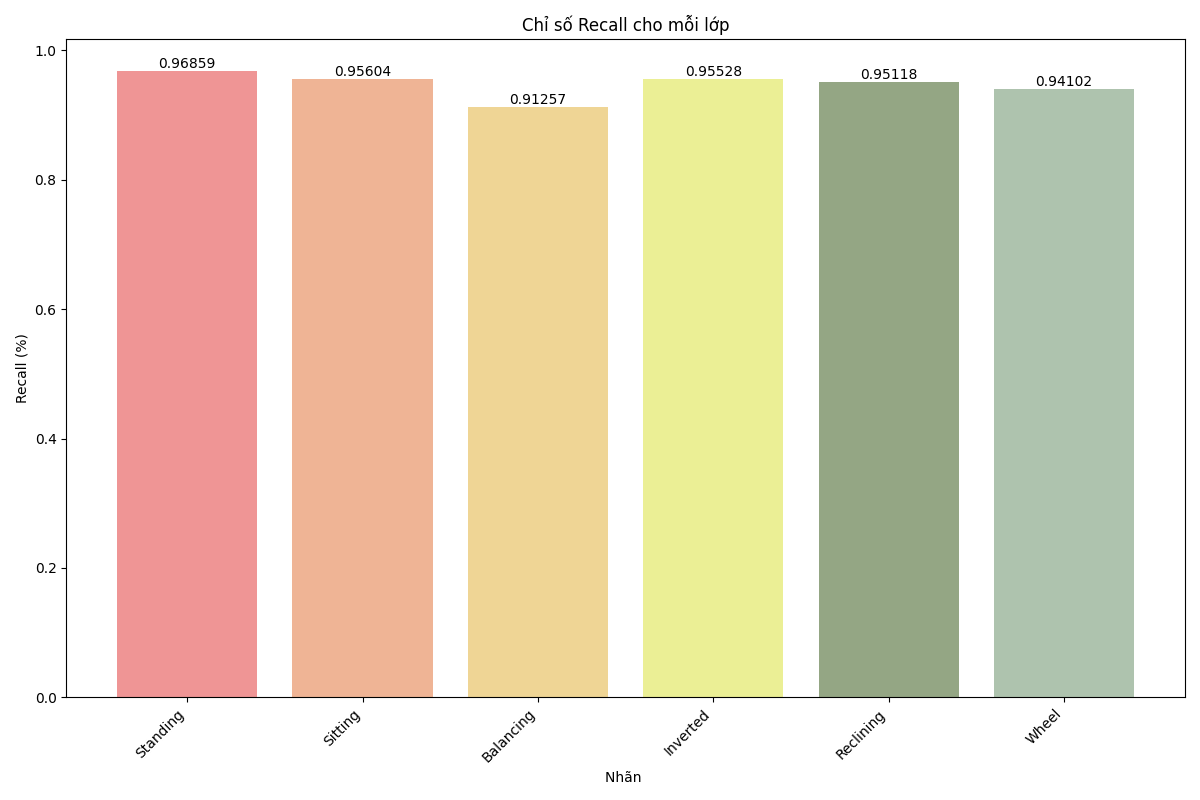 Chỉ số Recall cho mỗi lớp
1.0
0.8
0.6
0.4
0.2
0.0
Recall (%)
0.96859
0.95604
0.91257
0.95528
0.95118
0.94102
Standing
Sitting
Balancing
Inverted
Reclining
Wheel
Nhãn